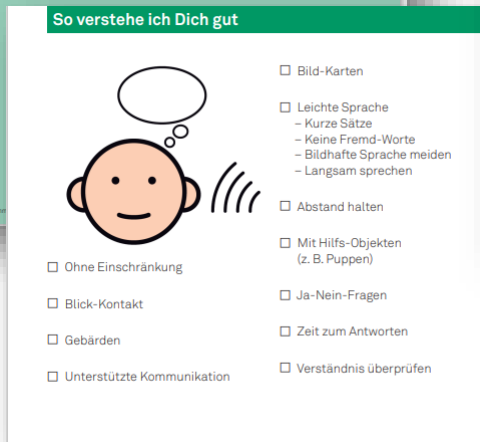 So verstehe ich Dich gut
Ohne Einschränkung
Blick-Kontakt
Gebärden
Unterstützte Kommunikation
Bild-Karten
Leichte Sprache
– Kurze Sätze
– Keine Fremd-Worte
– Bildhafte Sprache meiden
– Langsam sprechen
Abstand halten
Mit Hilfs-Objekten
(z. B. Puppen)
Ja-Nein-Fragen
Zeit zum Antworten
Verständnis überprüfen